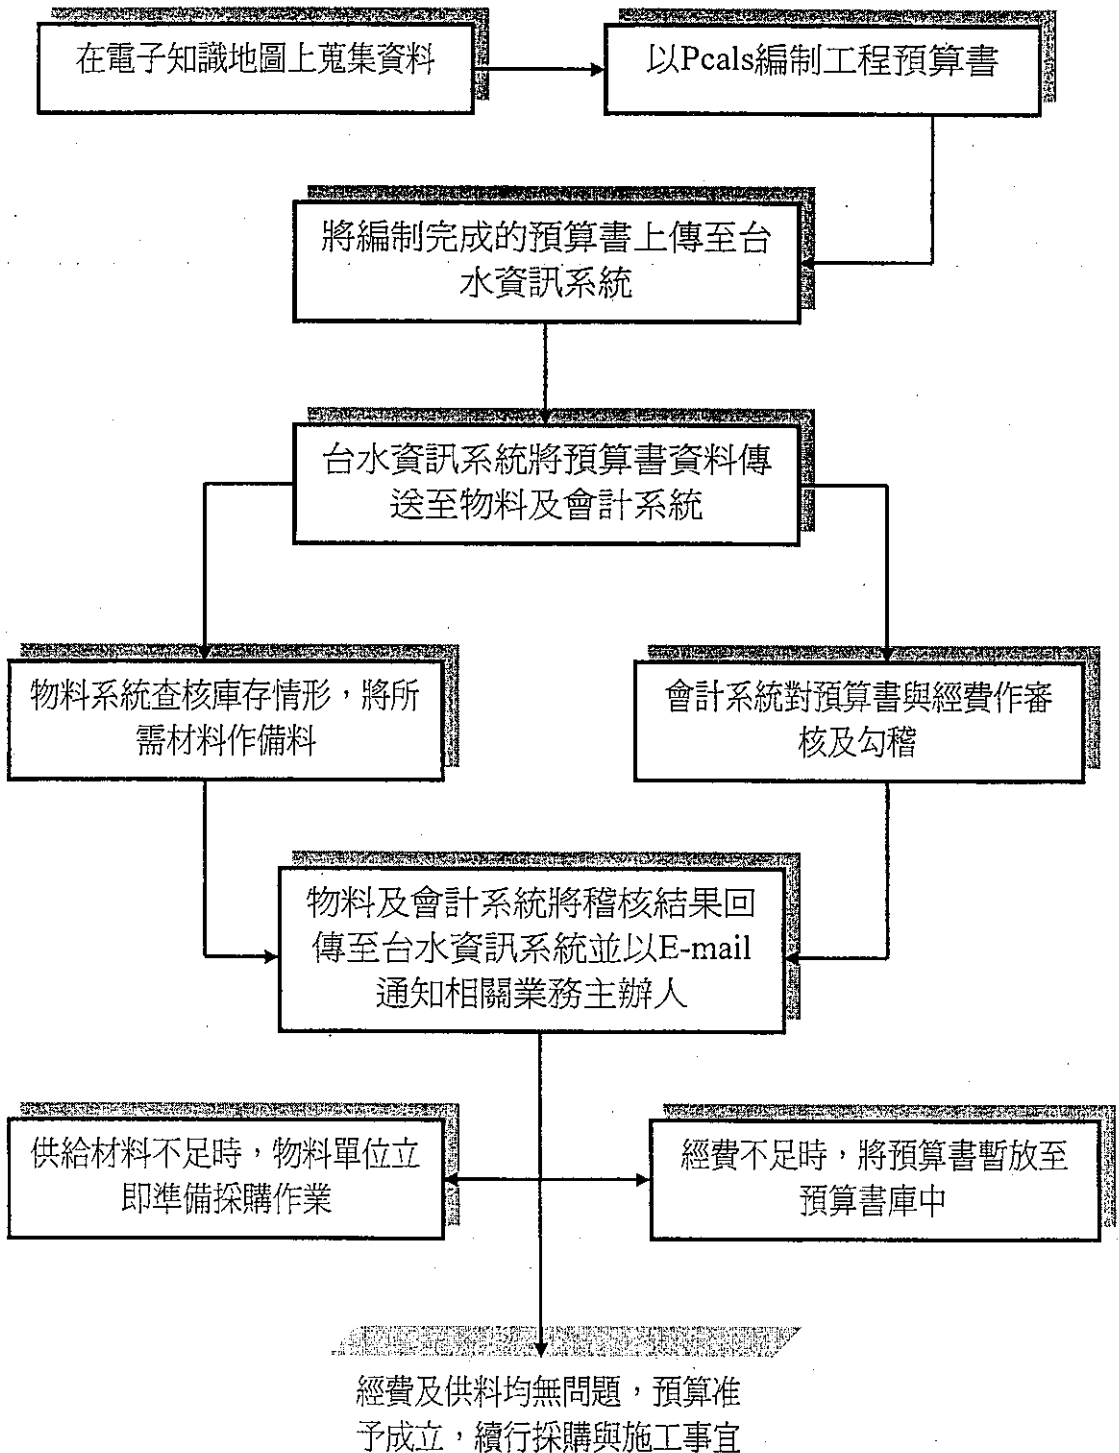 在電子知識地圖上蒐集資料
以Pcals編制工程預算書
將編制完成的預算書上傳至台
水資訊系統
台水資訊系統將預算書資料傳
送至物料及會計系統
物料系統查核庫存情形，將所
需材料作備料
會計系統對預算書與經費作審
核及勾稽
物料及會計系統將稽核結果回
傳至台水資訊系統並以E-mail
通知相關業務主辦人
供給材料不足時，物料單位立
即準備採購作業
經費不足時，將預算書暫放至
預算書庫中
經費及供料均無問題，預算准
予成立，續行採購與施工事宜